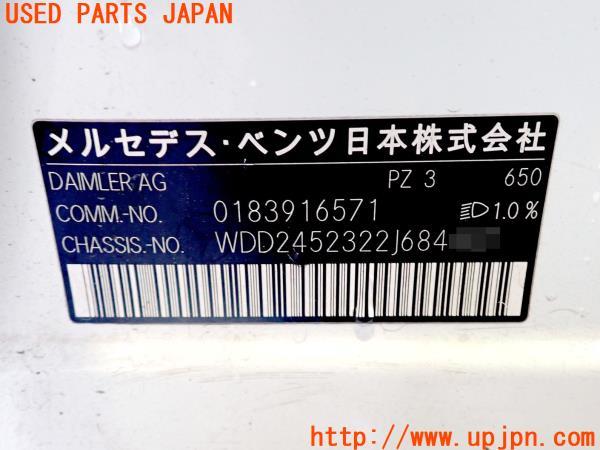 USED PARTS JAPAN
メルセデス・ベンツ日本株式会社
DAIMLER AG PZ 3 650
COMM.-NO. 0183916571 1.0%
CHASSIS.-NO. WDD2452322J684
http://www.upjpn.com/